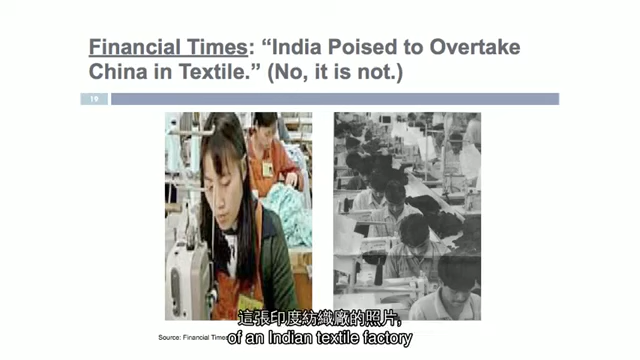 Financial Times: “India Poised to Overtake
China in Textile.” (No, it is not.)
19
Source: Financial Times
這張印度紡織廠的照片,
of an Indian textile factory